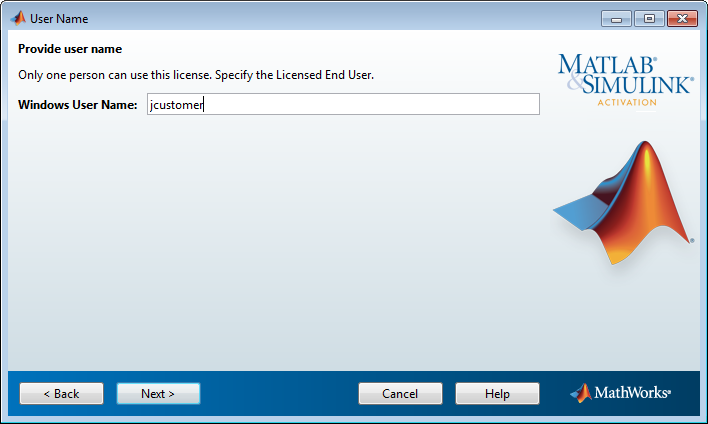 User Name
Provide user name
Only one person can use this license. Specify the Licensed End User.
Windows User Name: jcustomer
MATLAB®
&SIMULINK®
ACTIVATION
®
< Back Next > Cancel Help MathWorks®